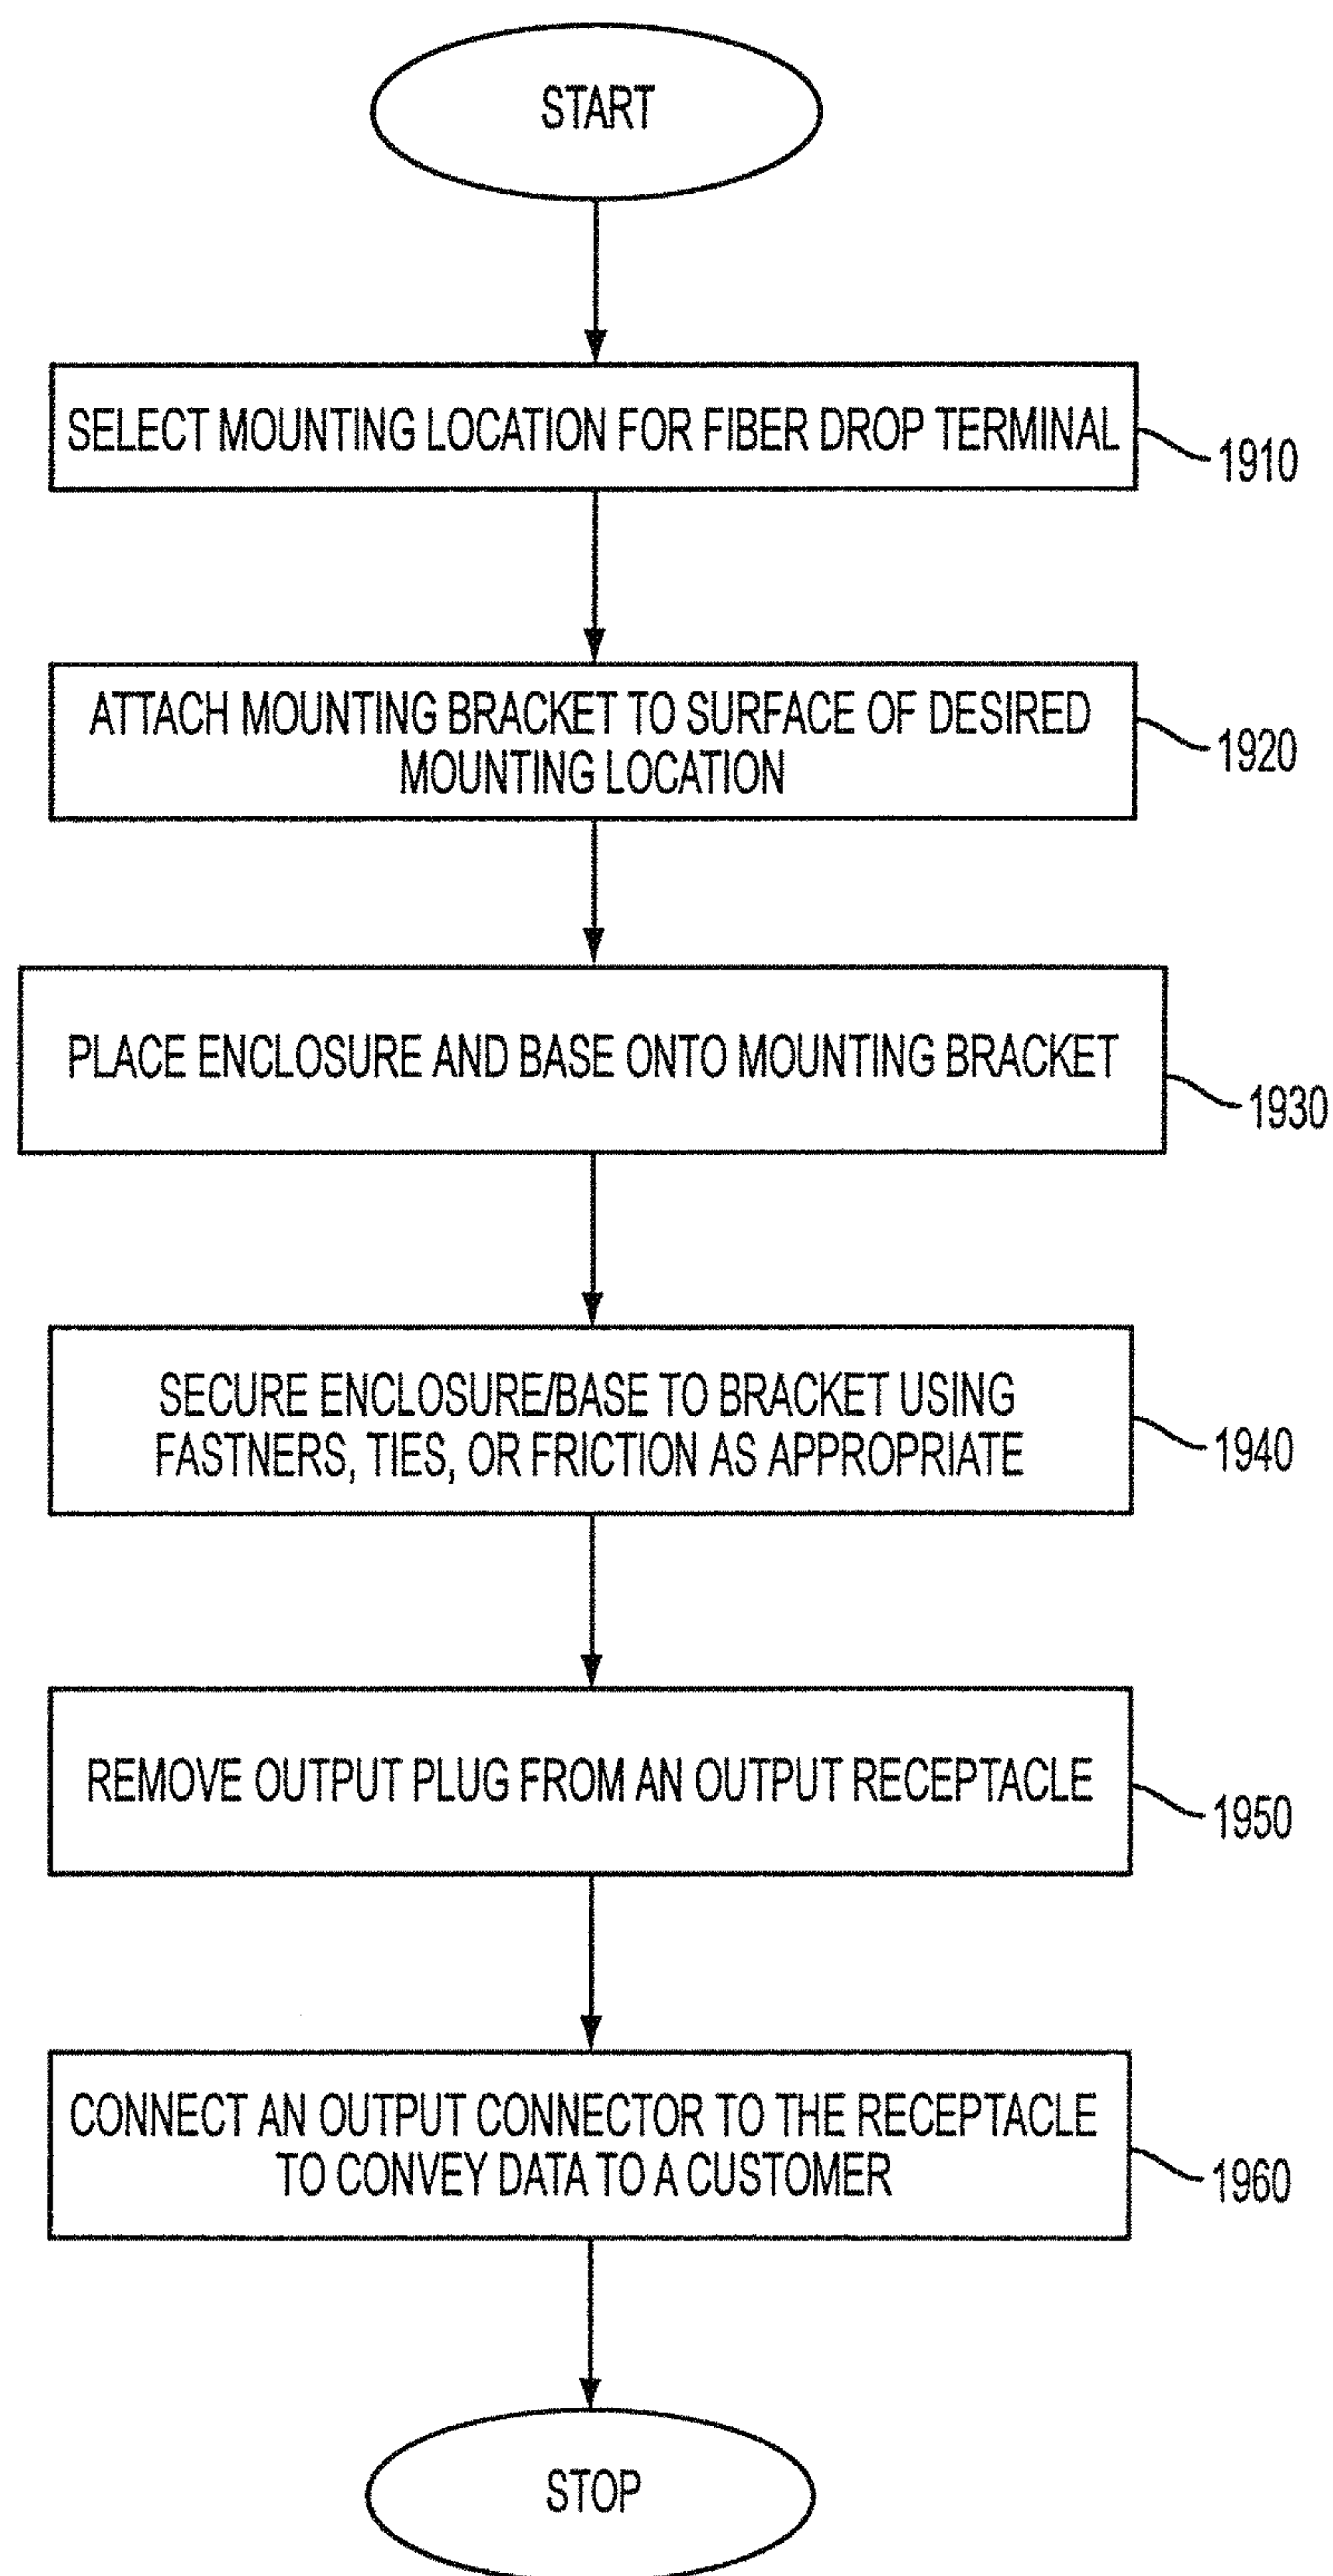 START
SELECT MOUNTING LOCATION FOR FIBER DROP TERMINAL
1910
ATTACH MOUNTING BRACKET TO SURFACE OF DESIRED
MOUNTING LOCATION
1920
PLACE ENCLOSURE AND BASE ONTO MOUNTING BRACKET
1930
SECURE ENCLOSURE/BASE TO BRACKET USING
FASTNERS, TIES, OR FRICTION AS APPROPRIATE
1940
REMOVE OUTPUT PLUG FROM AN OUTPUT RECEPTACLE
1950
CONNECT AN OUTPUT CONNECTOR TO THE RECEPTACLE
TO CONVEY DATA TO A CUSTOMER
1960
STOP